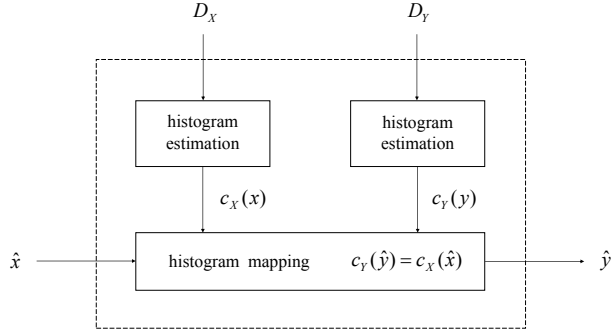 D_X D_Y
histogram estimation
histogram estimation
c_X(x) c_Y(y)
x̂ histogram mapping c_Y(ŷ) = c_X(x̂) ŷ